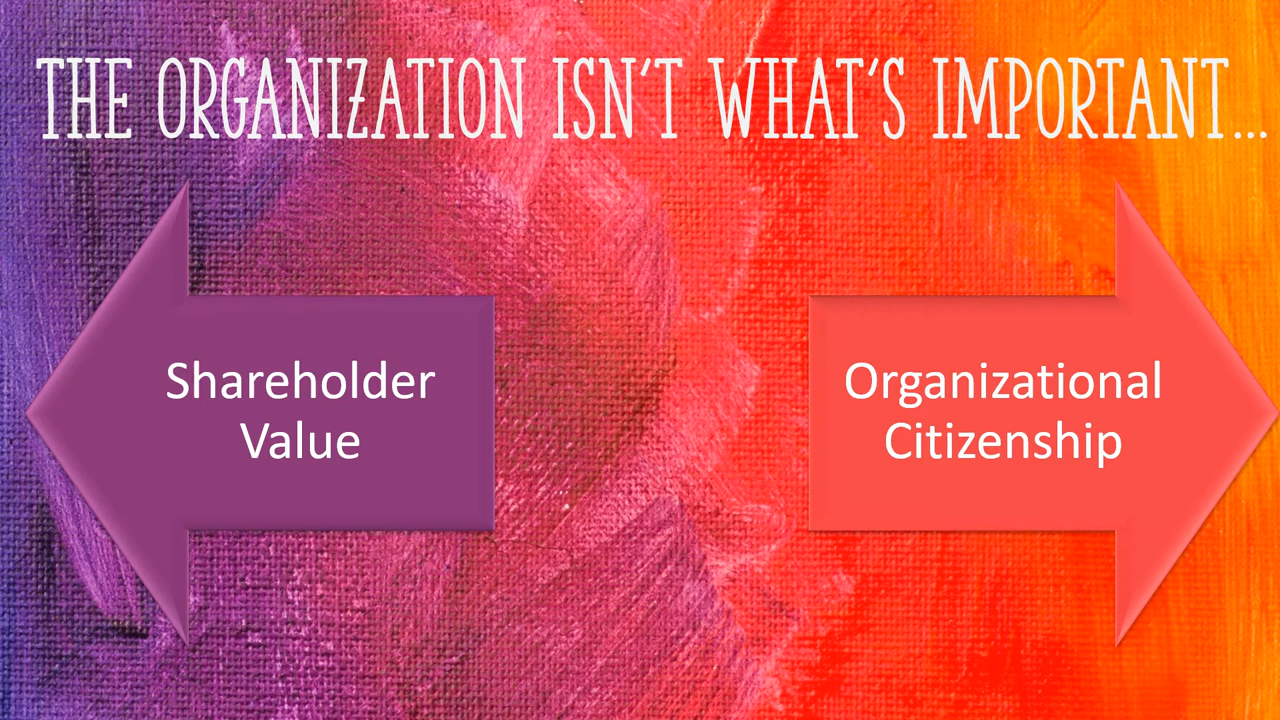 THE ORGANIZATION ISN'T WHAT'S IMPORTANT...
Shareholder
Value
Organizational
Citizenship